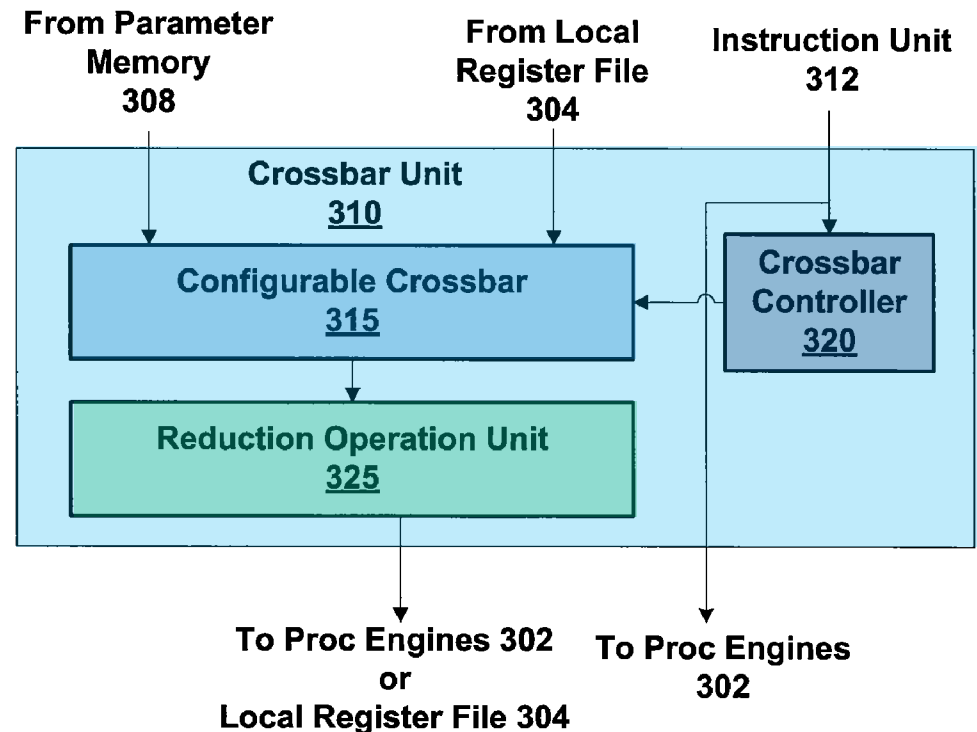 From Parameter
Memory
308
From Local
Register File
304
Instruction Unit
312
Crossbar Unit
310
Configurable Crossbar
315
Crossbar
Controller
320
Reduction Operation Unit
325
To Proc Engines 302
or
Local Register File 304
To Proc Engines
302